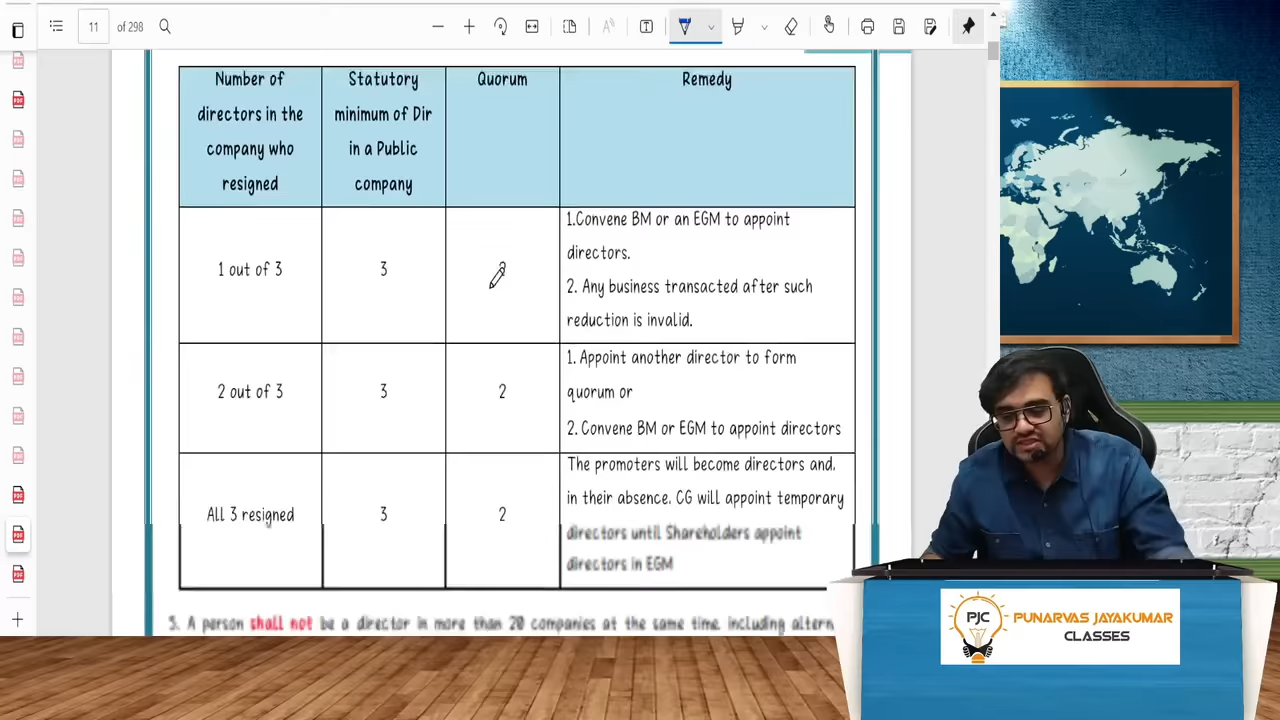 11 of 298
Number of
directors in the
company who
resigned
Statutory
minimum of Dir
in a Public
company
Quorum
Remedy
1 out of 3
3
1.Convene BM or an EGM to appoint
directors.
2. Any business transacted after such
reduction is invalid.
2 out of 3
3
2
1. Appoint another director to form
quorum or
2. Convene BM or EGM to appoint directors
All 3 resigned
3
2
The promoters will become directors and,
in their absence. CG will appoint temporary
directors until Shareholders appoint
directors in EGM
A person shall not be a director in more than 20 companies at the same time, including
PJC
PUNARVAS JAYAKUMAR
CLASSES